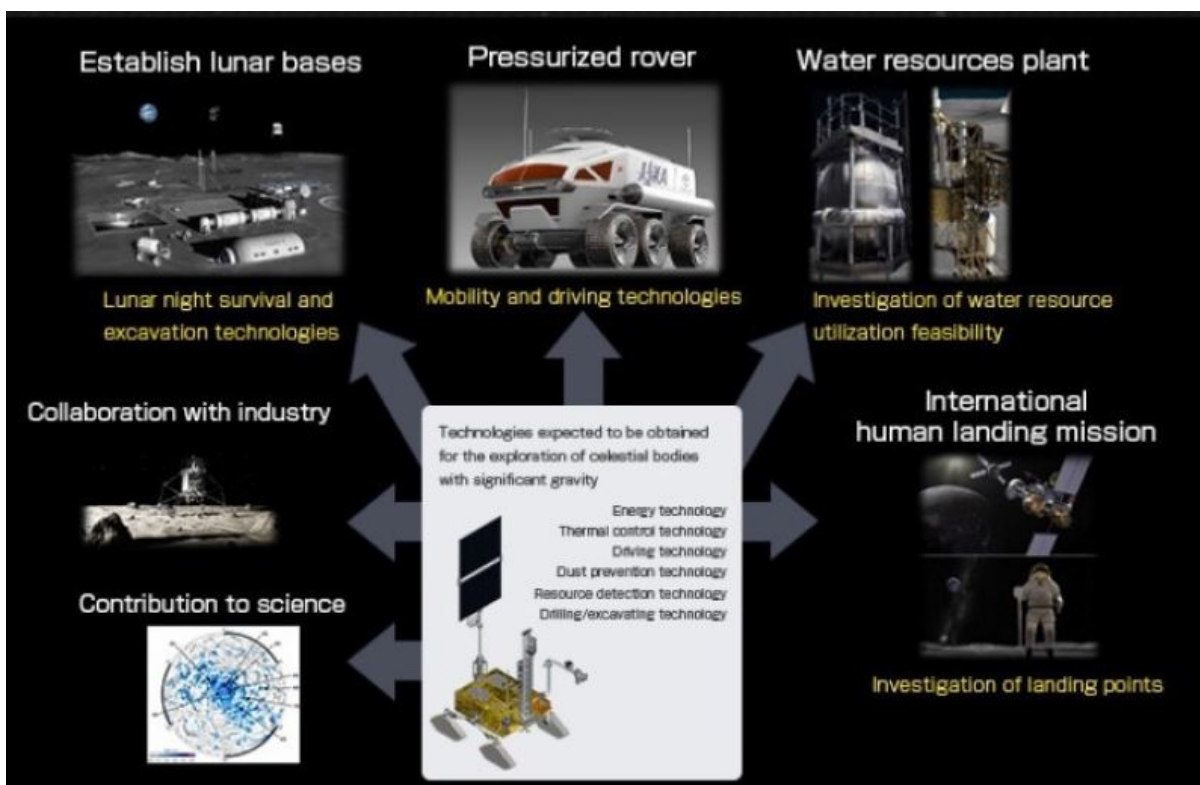 Establish lunar bases
Pressurized rover
Water resources plant
JAXA
Lunar night survival and
excavation technologies
Mobility and driving technologies
Investigation of water resource
utilization feasibility
Collaboration with industry
International
human landing mission
Technologies expected to be obtained
for the exploration of celestial bodies
with significant gravity
Energy technology
Thermal control technology
Driving technology
Dust prevention technology
Resource detection technology
Drilling/excavating technology
Contribution to science
Investigation of landing points